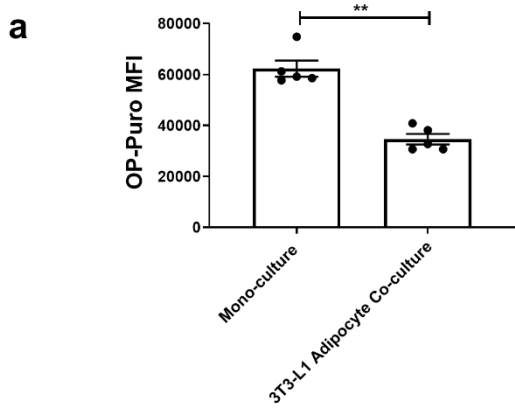 a
**
OP-Puro MFI
80000
60000
40000
20000
0
Mono-culture
3T3-L1 Adipocyte Co-culture